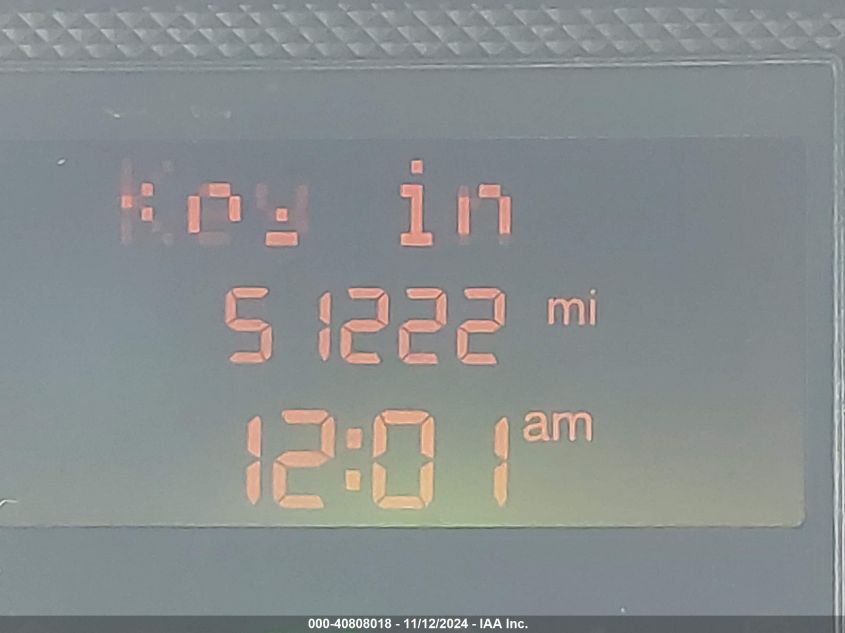 Key in
51222 mi
12:01 am
000-40808018 - 11/12/2024 - IAA Inc.